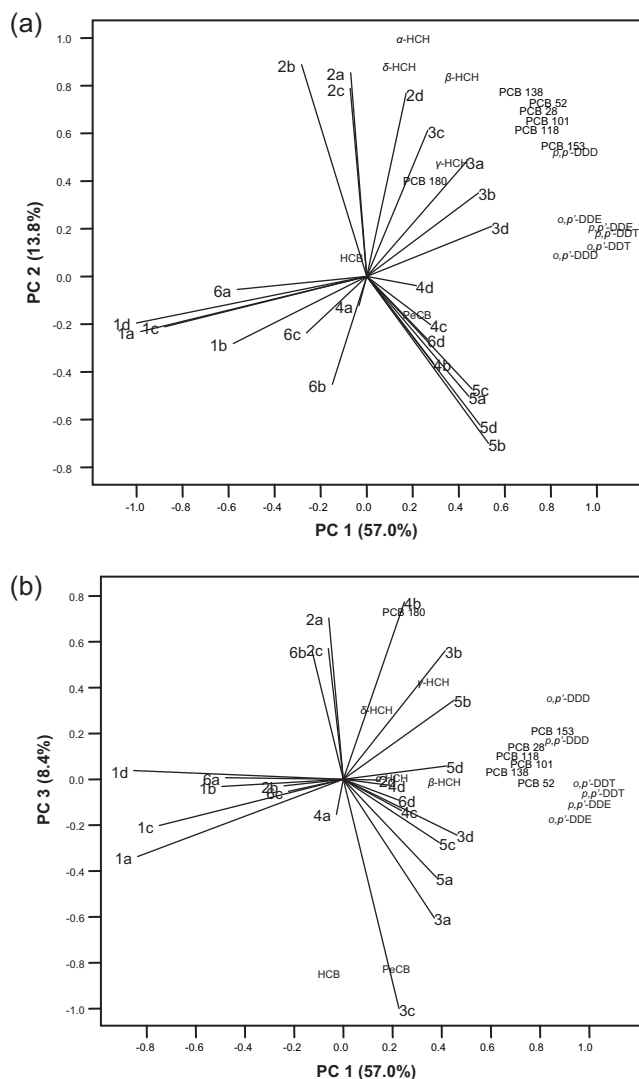 (a)
1.0
0.8
0.6
0.4
0.2
0.0
-0.2
-0.4
-0.6
-0.8
PC 2 (13.8%)
α-HCH
2b
2a
δ-HCH
β-HCH
2c
2d
PCB 138
PCB 52
PCB 28
PCB 101
3c
PCB 118
PCB 153
p,p'-DDD
γ-HCH
3a
PCB 180
3b
o,p'-DDE
3d
p,p'-DDE
p,p'-DDT
o,p'-DDT
o,p'-DDD
HCB
6a
4d
4a
PeCB
1d
1a
1c
4c
6c
6d
1b
4b
6b
5c
5a
5d
5b
-1.0 -0.8 -0.6 -0.4 -0.2 0.0 0.2 0.4 0.6 0.8 1.0
PC 1 (57.0%)
(b)
0.8
0.6
0.4
0.2
0.0
-0.2
-0.4
-0.6
-0.8
-1.0
PC 3 (8.4%)
4b
PCB 180
2a
6b
2c
3b
γ-HCH
5b
o,p'-DDD
δ-HCH
PCB 153
p,p'-DDD
PCB 28
PCB 118
PCB 101
5d
1d
PCB 138
6a
2d
-HCH
β-HCH
PCB 52
o,p'-DDT
1b
2b
4d
6c
p,p'-DDT
6d
p,p'-DDE
4a
4c
o,p'-DDE
1c
3d
5c
1a
5a
3a
HCB
PeCB
3c
-0.8 -0.6 -0.4 -0.2 0.0 0.2 0.4 0.6 0.8 1.0
PC 1 (57.0%)